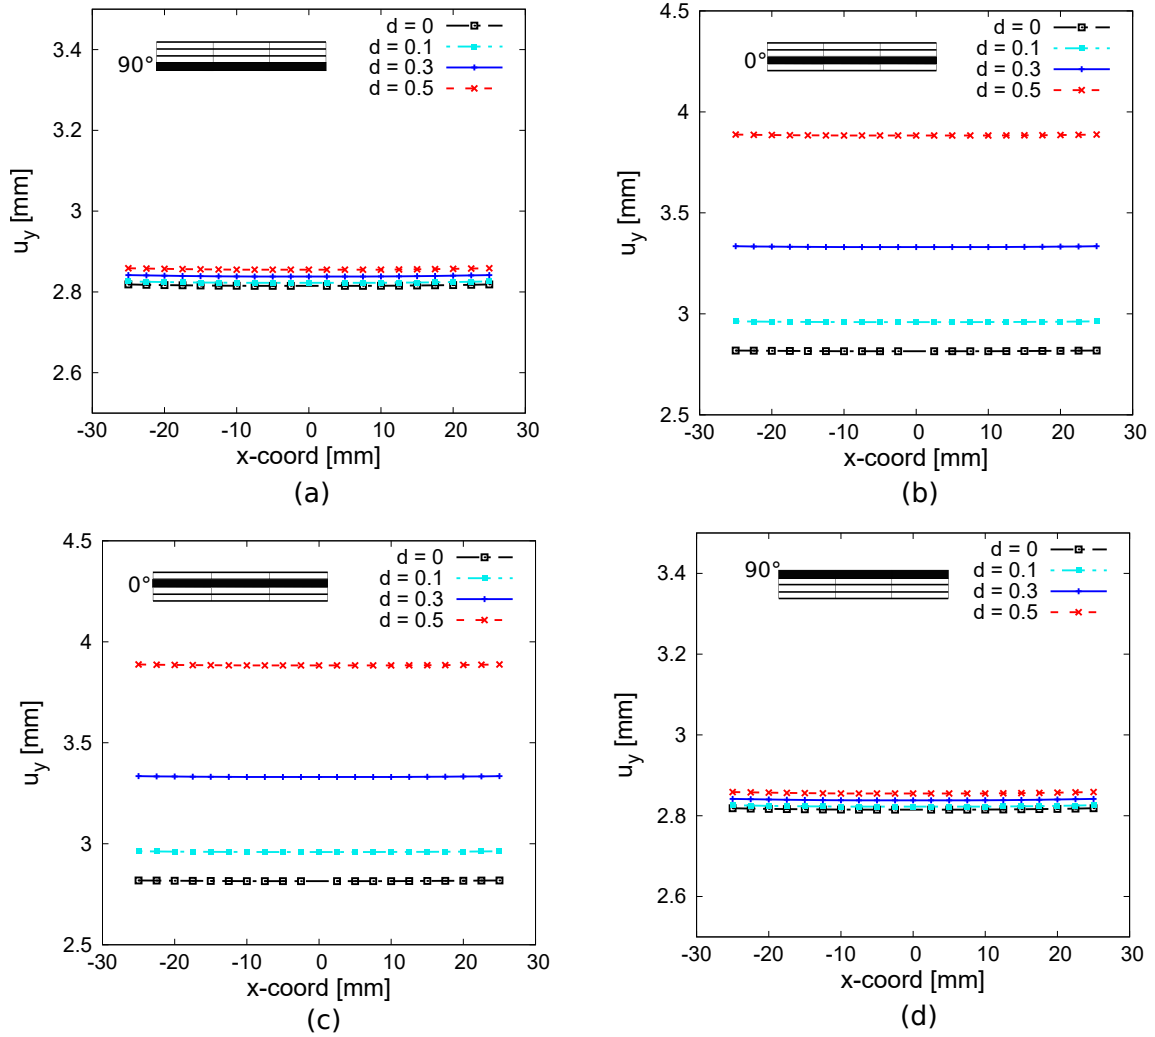 d = 0
d = 0.1
d = 0.3
d = 0.5
90°
3.4
3.2
3
2.8
2.6
u_y [mm]
-30 -20 -10 0 10 20 30
x-coord [mm]
(a)
d = 0
d = 0.1
d = 0.3
d = 0.5
0°
4.5
4
3.5
3
2.5
u_y [mm]
-30 -20 -10 0 10 20 30
x-coord [mm]
(b)
d = 0
d = 0.1
d = 0.3
d = 0.5
0°
4.5
4
3.5
3
2.5
u_y [mm]
-30 -20 -10 0 10 20 30
x-coord [mm]
(c)
d = 0
d = 0.1
d = 0.3
d = 0.5
90°
3.4
3.2
3
2.8
2.6
u_y [mm]
-30 -20 -10 0 10 20 30
x-coord [mm]
(d)